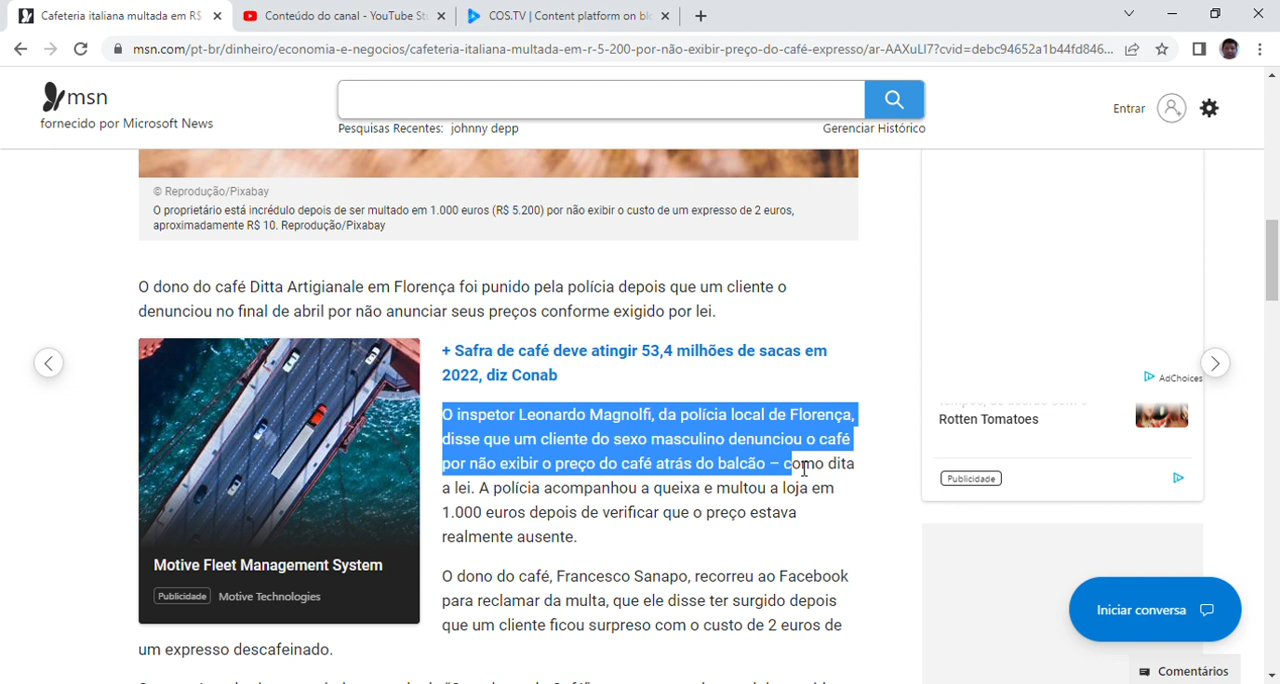 Cafeteria italiana multada em R$
Conteúdo do canal - YouTube St
COS.TV | Content platform on blo
msn.com/pt-br/dinheiro/economia-e-negocios/cafeteria-italiana-multada-em-r-5-200-por-não-exibir-preço-do-café-expresso/ar-AAXuLI7?cvid=debc94652a1b44fd846...
msn
fornecido por Microsoft News
Pesquisas Recentes: johnny depp
Gerenciar Histórico
Entrar
© Reprodução/Pixabay
O proprietário está incrédulo depois de ser multado em 1.000 euros (R$ 5.200) por não exibir o custo de um expresso de 2 euros,
aproximadamente R$ 10. Reprodução/Pixabay
O dono do café Ditta Artigianale em Florença foi punido pela polícia depois que um cliente o
denunciou no final de abril por não anunciar seus preços conforme exigido por lei.
+ Safra de café deve atingir 53,4 milhões de sacas em
2022, diz Conab
O inspetor Leonardo Magnolfi, da polícia local de Florença,
disse que um cliente do sexo masculino denunciou o café
por não exibir o preço do café atrás do balcão – como dita
a lei. A polícia acompanhou a queixa e multou a loja em
1.000 euros depois de verificar que o preço estava
realmente ausente.
Motive Fleet Management System
Publicidade
Motive Technologies
O dono do café, Francesco Sanapo, recorreu ao Facebook
para reclamar da multa, que ele disse ter surgido depois
que um cliente ficou surpreso com o custo de 2 euros de
um expresso descafeinado.
AdChoices
Rotten Tomatoes
Publicidade
Iniciar conversa
Comentários